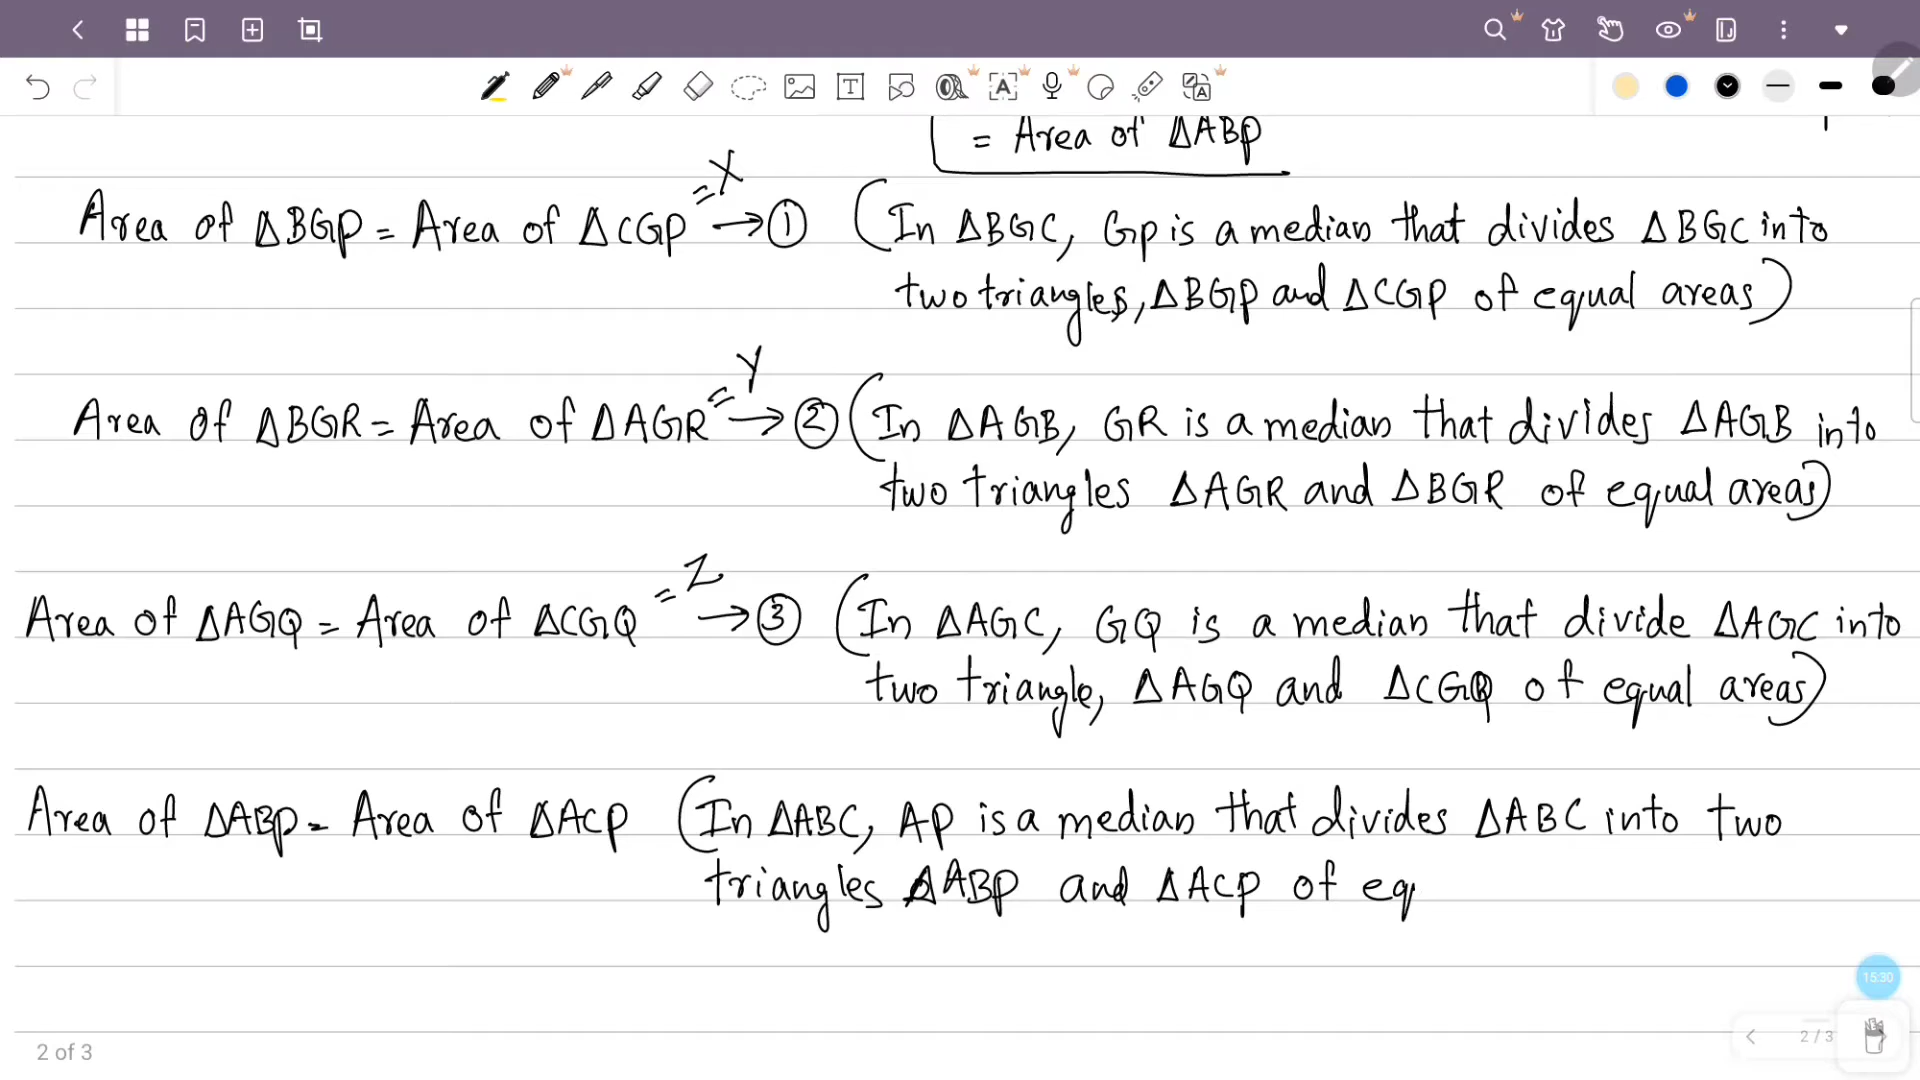 = Area of ΔABP
Area of ΔBGP = Area of ΔCGP = X → ① (In ΔBGC, GP is a median that divides ΔBGC into
two triangles, ΔBGP and ΔCGP of equal areas)
Area of ΔBGR = Area of ΔAGR = Y → ② (In ΔAGB, GR is a median that divides ΔAGB into
two triangles ΔAGR and ΔBGR of equal areas)
Area of ΔAGQ = Area of ΔCGQ = Z → ③ (In ΔAGC, GQ is a median that divide ΔAGC into
two triangle, ΔAGQ and ΔCGQ of equal areas)
Area of ΔABP = Area of ΔACP (In ΔABC, AP is a median that divides ΔABC into two
triangles ΔABP and ΔACP of eq
15:30
2 of 3
2 / 3